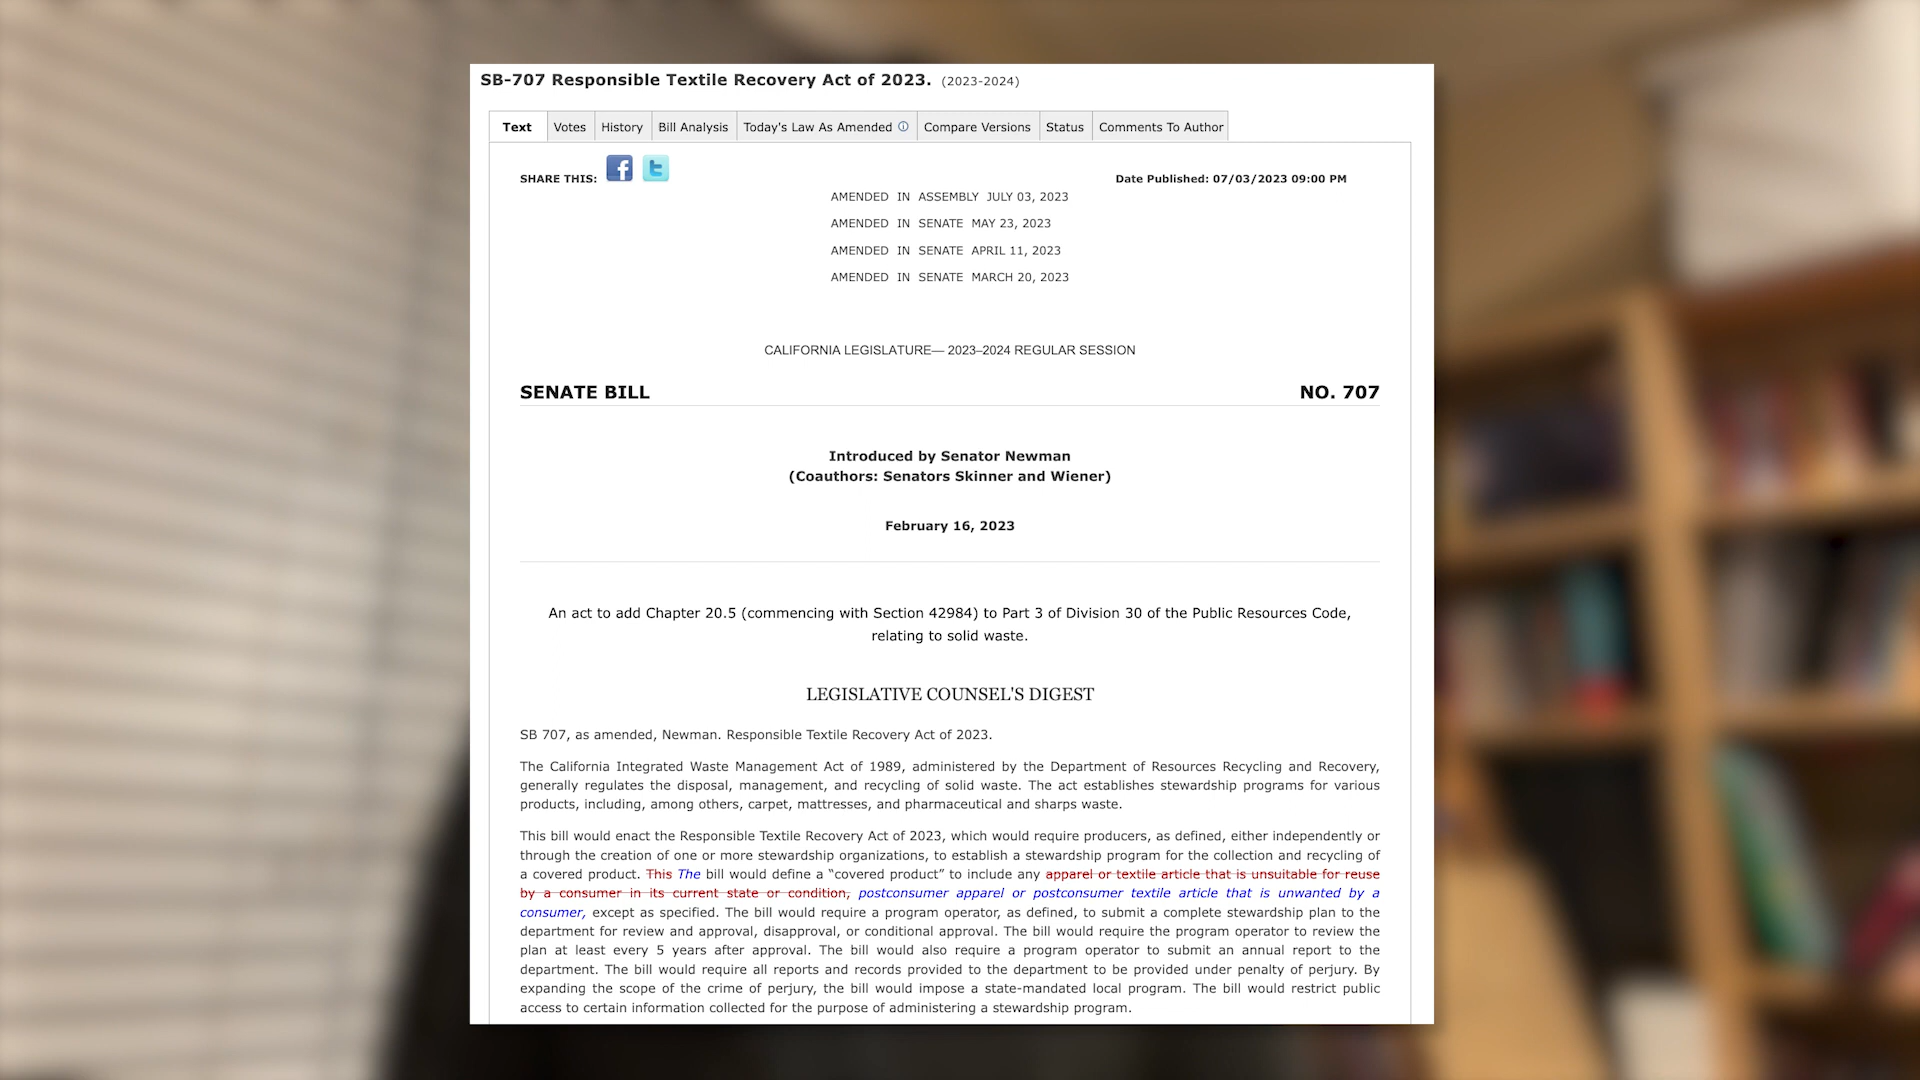 SB-707 Responsible Textile Recovery Act of 2023. (2023-2024)
Text Votes History Bill Analysis Today's Law As Amended Compare Versions Status Comments To Author
SHARE THIS: Date Published: 07/03/2023 09:00 PM
AMENDED IN ASSEMBLY JULY 03, 2023
AMENDED IN SENATE MAY 23, 2023
AMENDED IN SENATE APRIL 11, 2023
AMENDED IN SENATE MARCH 20, 2023
CALIFORNIA LEGISLATURE— 2023–2024 REGULAR SESSION
SENATE BILL NO. 707
Introduced by Senator Newman
(Coauthors: Senators Skinner and Wiener)
February 16, 2023
An act to add Chapter 20.5 (commencing with Section 42984) to Part 3 of Division 30 of the Public Resources Code,
relating to solid waste.
LEGISLATIVE COUNSEL'S DIGEST
SB 707, as amended, Newman. Responsible Textile Recovery Act of 2023.
The California Integrated Waste Management Act of 1989, administered by the Department of Resources Recycling and Recovery,
generally regulates the disposal, management, and recycling of solid waste. The act establishes stewardship programs for various
products, including, among others, carpet, mattresses, and pharmaceutical and sharps waste.
This bill would enact the Responsible Textile Recovery Act of 2023, which would require producers, as defined, either independently or
through the creation of one or more stewardship organizations, to establish a stewardship program for the collection and recycling of
a covered product. This The bill would define a “covered product” to include any apparel or textile article that is unsuitable for reuse
by a consumer in its current state or condition, postconsumer apparel or postconsumer textile article that is unwanted by a
consumer, except as specified. The bill would require a program operator, as defined, to submit a complete stewardship plan to the
department for review and approval, disapproval, or conditional approval. The bill would require the program operator to review the
plan at least every 5 years after approval. The bill would also require a program operator to submit an annual report to the
department. The bill would require all reports and records provided to the department to be provided under penalty of perjury. By
expanding the scope of the crime of perjury, the bill would impose a state-mandated local program. The bill would restrict public
access to certain information collected for the purpose of administering a stewardship program.